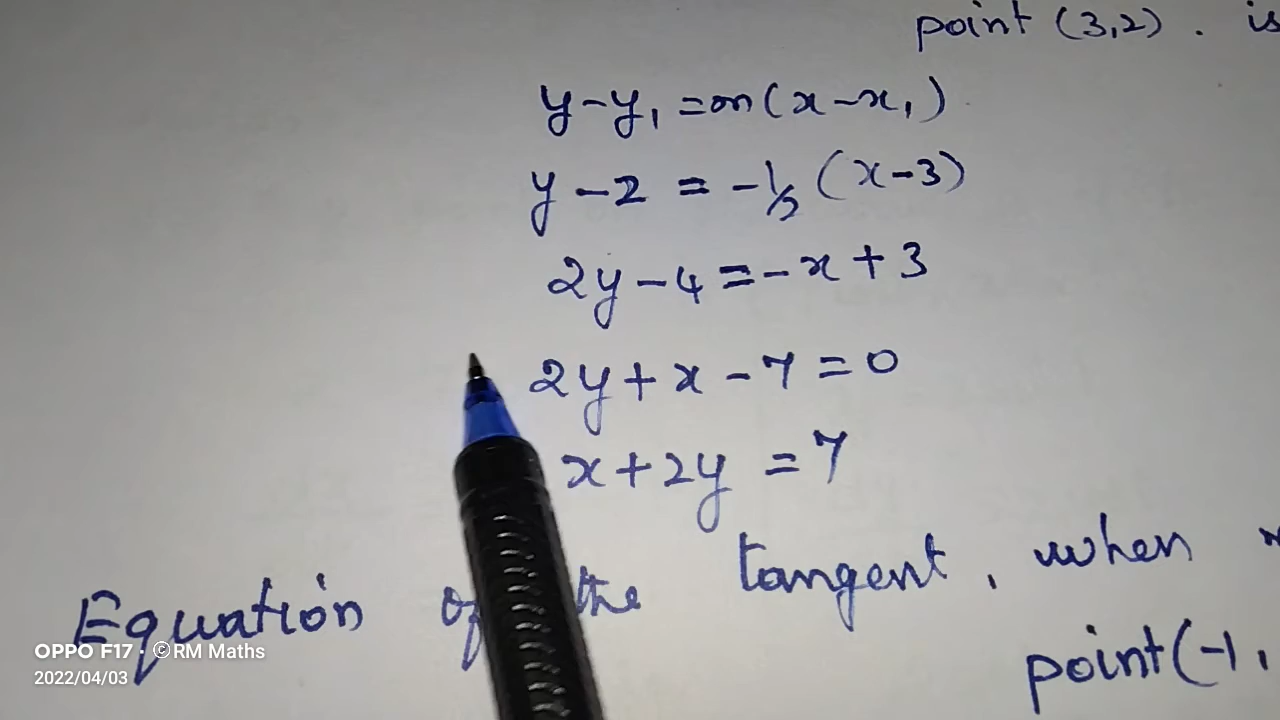 point (3,2). is
y-y₁ = m(x-x₁)
y-2 = -1/2 (x-3)
2y-4 = -x+3
2y+x-7=0
x+2y = 7
Equation of the tangent, when
point(-1,
OPPO F17 · ©RM Maths
2022/04/03